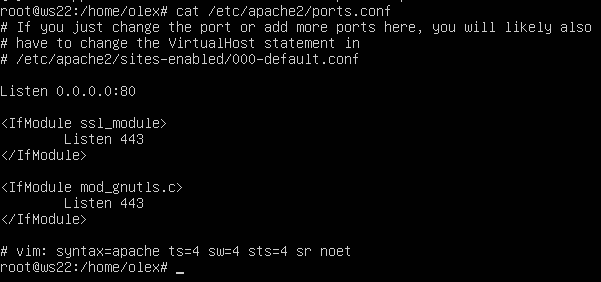 root@ws22:/home/olex# cat /etc/apache2/ports.conf
# If you just change the port or add more ports here, you will likely also
# have to change the VirtualHost statement in
# /etc/apache2/sites-enabled/000-default.conf
Listen 0.0.0.0:80
<IfModule ssl_module>
        Listen 443
</IfModule>
<IfModule mod_gnutls.c>
        Listen 443
</IfModule>
# vim: syntax=apache ts=4 sw=4 sts=4 sr noet
root@ws22:/home/olex# _